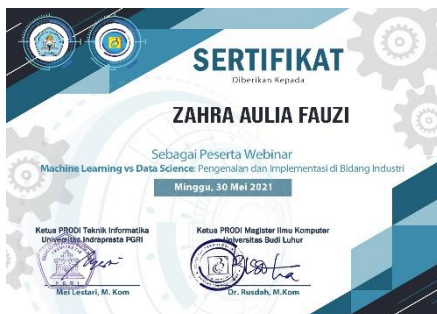 SERTIFIKAT
Diberikan Kepada
ZAHRA AULIA FAUZI
Sebagai Peserta Webinar
Machine Learning vs Data Science: Pengenalan dan Implementasi di Bidang Industri
Minggu, 30 Mei 2021
Ketua PRODI Teknik Informatika
Universitas Indraprasta PGRI
Mei Lestari, M. Kom
Ketua PRODI Magister Ilmu Komputer
Universitas Budi Luhur
Dr. Rusdah, M.Kom